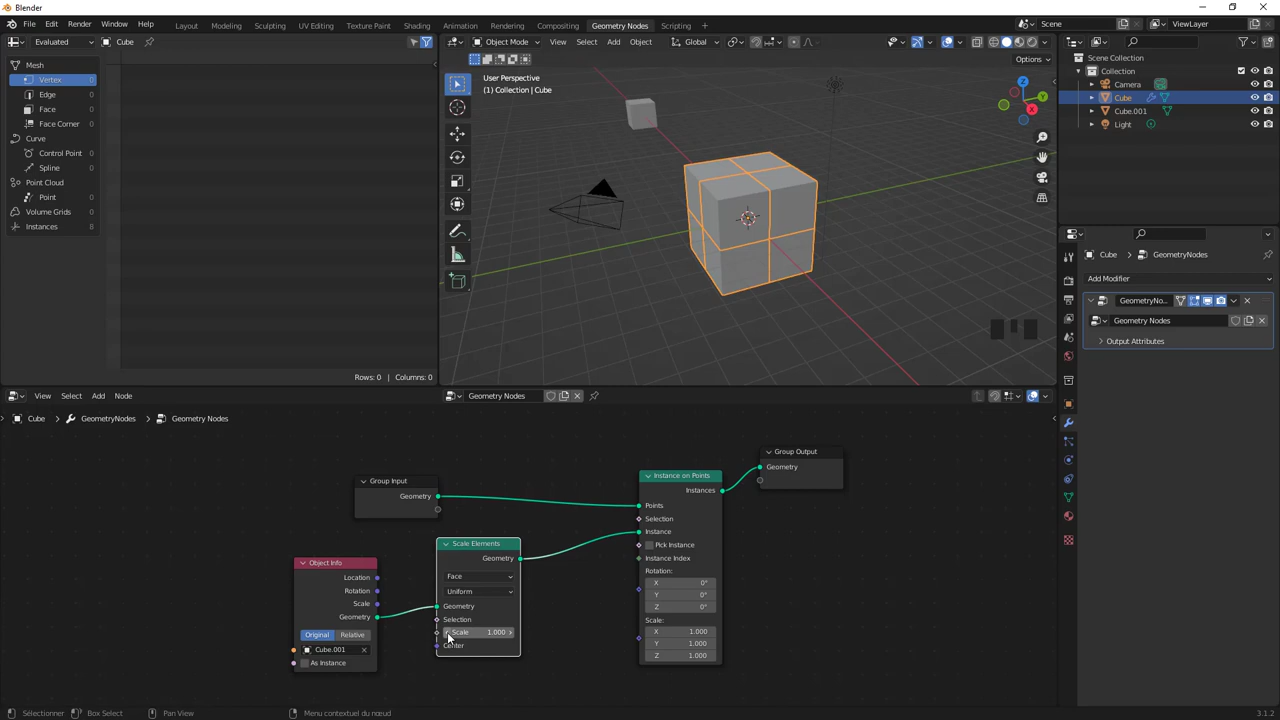 Blender
File Edit Render Window Help Layout Modeling Sculpting UV Editing Texture Paint Shading Animation Rendering Compositing Geometry Nodes Scripting + Scene ViewLayer
Evaluated Cube
Object Mode View Select Add Object Global
Options
Mesh
Vertex 0
Edge 0
Face 0
Face Corner 0
Curve
Control Point 0
Spline 0
Point Cloud
Point 0
Volume Grids 0
Instances 8
Rows: 0 | Columns: 0
User Perspective
(1) Collection | Cube
Z
Y
X
Scene Collection
Collection
Camera
Cube
Cube.001
Light
Cube GeometryNodes
Add Modifier
GeometryNo...
Geometry Nodes
Output Attributes
View Select Add Node Geometry Nodes
Cube GeometryNodes Geometry Nodes
Group Input
Geometry
Object Info
Location
Rotation
Scale
Geometry
Original Relative
Cube.001
As Instance
Scale Elements
Geometry
Face
Uniform
Geometry
Selection
Scale 1.000
Center
Instance on Points
Instances
Points
Selection
Instance
Pick Instance
Instance Index
Rotation:
X 0°
Y 0°
Z 0°
Scale:
X 1.000
Y 1.000
Z 1.000
Group Output
Geometry
Sélectionner Box Select Pan View Menu contextuel du nœud 3.1.2